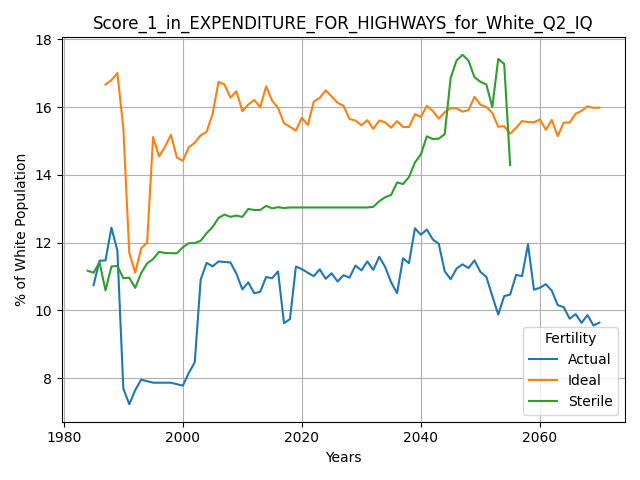 Score_1_in_EXPENDITURE_FOR_HIGHWAYS_for_White_Q2_IQ
18
16
14
12
10
8
% of White Population
1980
2000
2020
2040
2060
Years
Fertility
Actual
Ideal
Sterile